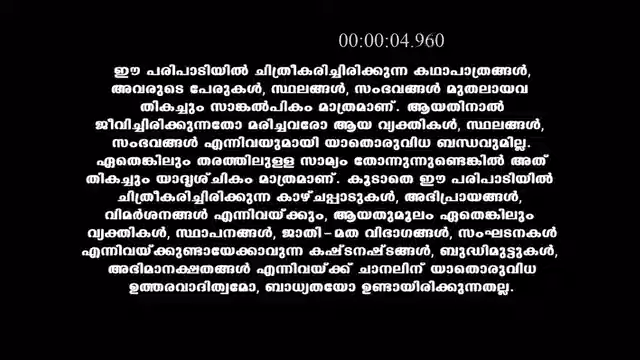 00:00:04.960
ഈ പരിപാടിയിൽ ചിത്രീകരിച്ചിരിക്കുന്ന കഥാപാത്രങ്ങൾ,
അവരുടെ പേരുകൾ, സ്ഥലങ്ങൾ, സംഭവങ്ങൾ മുതലായവ
തികച്ചും സാങ്കൽപികം മാത്രമാണ്. ആയതിനാൽ
ജീവിച്ചിരിക്കുന്നതോ മരിച്ചവരോ ആയ വ്യക്തികൾ, സ്ഥലങ്ങൾ,
സംഭവങ്ങൾ എന്നിവയുമായി യാതൊരുവിധ ബന്ധവുമില്ല.
ഏതെങ്കിലും തരത്തിലുളള സാമ്യം തോന്നുന്നുണ്ടെങ്കിൽ അത്
തികച്ചും യാദൃശ്ചികം മാത്രമാണ്. കൂടാതെ ഈ പരിപാടിയിൽ
ചിത്രീകരിച്ചിരിക്കുന്ന കാഴ്ചപ്പാടുകൾ, അഭിപ്രായങ്ങൾ,
വിമർശനങ്ങൾ എന്നിവയ്ക്കും, ആയതുമൂലം ഏതെങ്കിലും
വ്യക്തികൾ, സ്ഥാപനങ്ങൾ, ജാതി-മത വിഭാഗങ്ങൾ, സംഘടനകൾ
എന്നിവയ്ക്കുണ്ടായേക്കാവുന്ന കഷ്ടനഷ്ടങ്ങൾ, ബുദ്ധിമുട്ടുകൾ,
അഭിമാനക്ഷതങ്ങൾ എന്നിവയ്ക്ക് ചാനലിന് യാതൊരുവിധ
ഉത്തരവാദിത്വമോ, ബാധ്യതയോ ഉണ്ടായിരിക്കുന്നതല്ല.